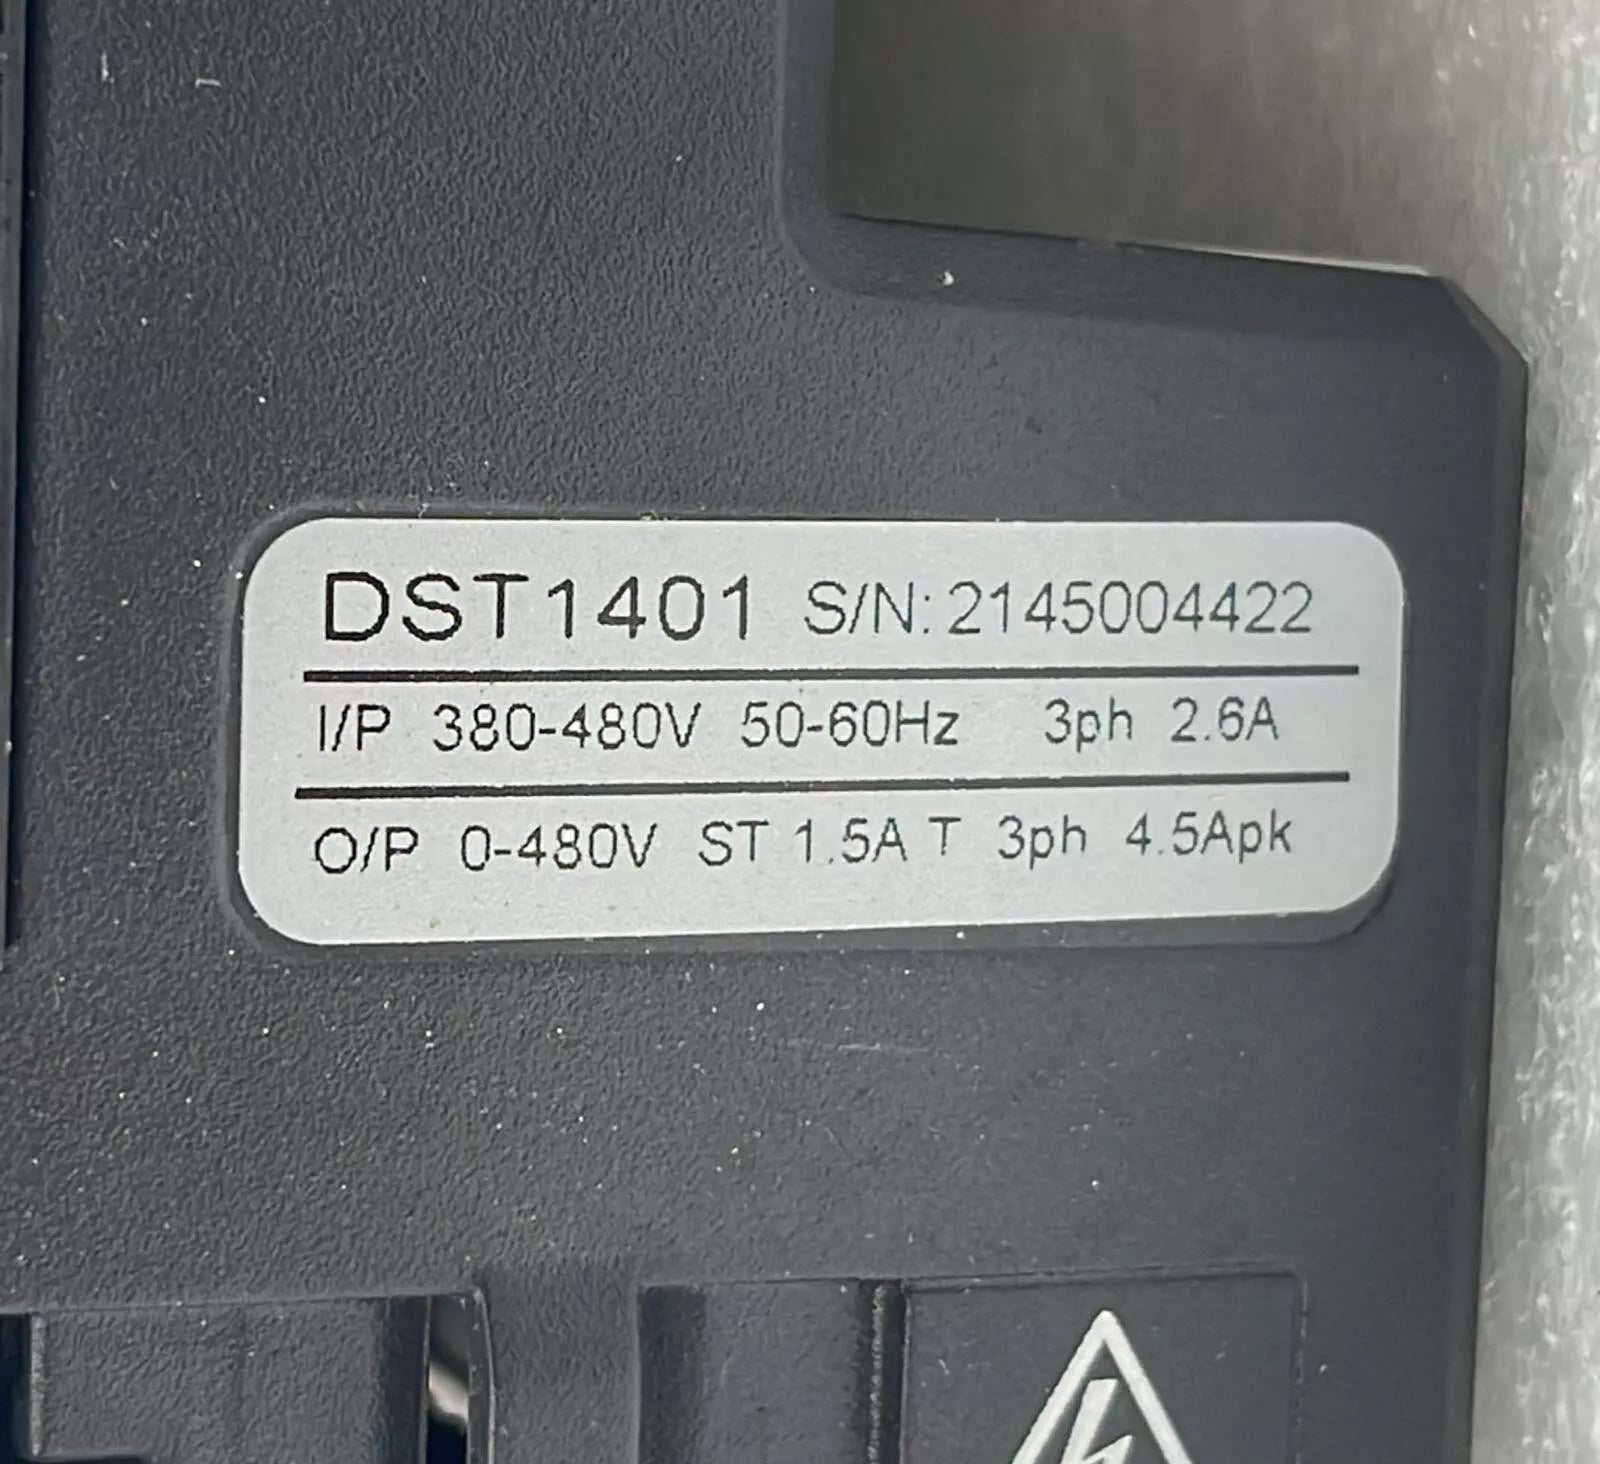 DST1401 S/N: 2145004422
I/P 380-480V 50-60Hz 3ph 2.6A
O/P 0-480V ST 1.5A T 3ph 4.5Apk